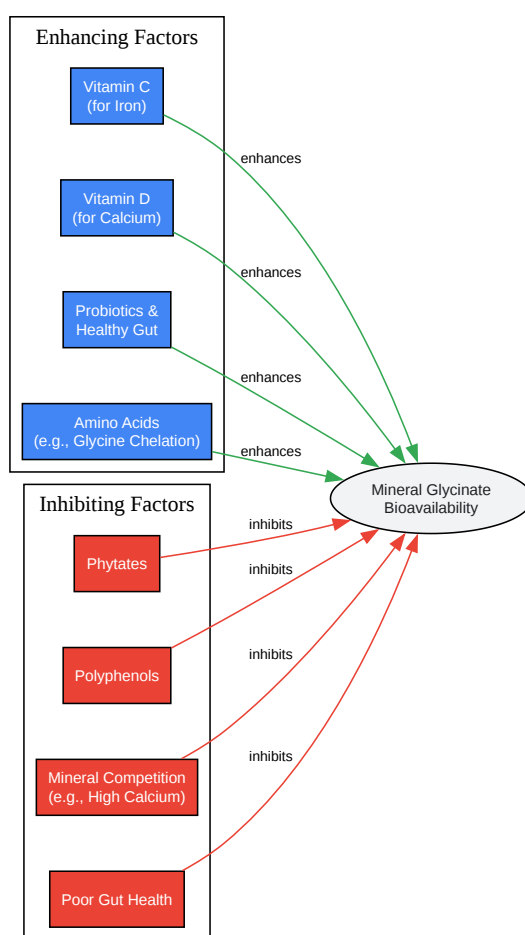 Enhancing Factors
Vitamin C
(for Iron)
enhances
Vitamin D
(for Calcium)
enhances
Probiotics &
Healthy Gut
enhances
Amino Acids
(e.g., Glycine Chelation)
enhances
Mineral Glycinate
Bioavailability
Inhibiting Factors
inhibits
Phytates
inhibits
Polyphenols
inhibits
Mineral Competition
(e.g., High Calcium)
inhibits
Poor Gut Health